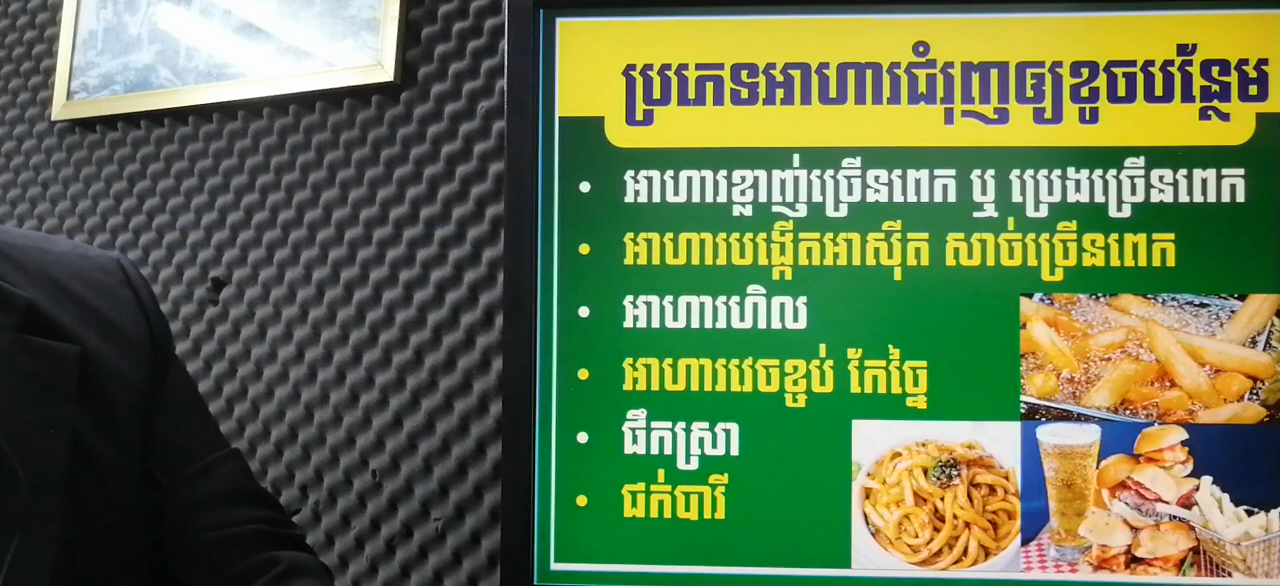 ប្រភេទអាហារជំរុញឲ្យខូចបន្ថែម
• អាហារខ្លាញ់ច្រើនពេក ឬ ប្រេងច្រើនពេក
• អាហារបង្កើតអាស៊ីត សាច់ច្រើនពេក
• អាហារហិល
• អាហារវេចខ្ចប់ កែច្នៃ
• ផឹកស្រា
• ជក់បារី